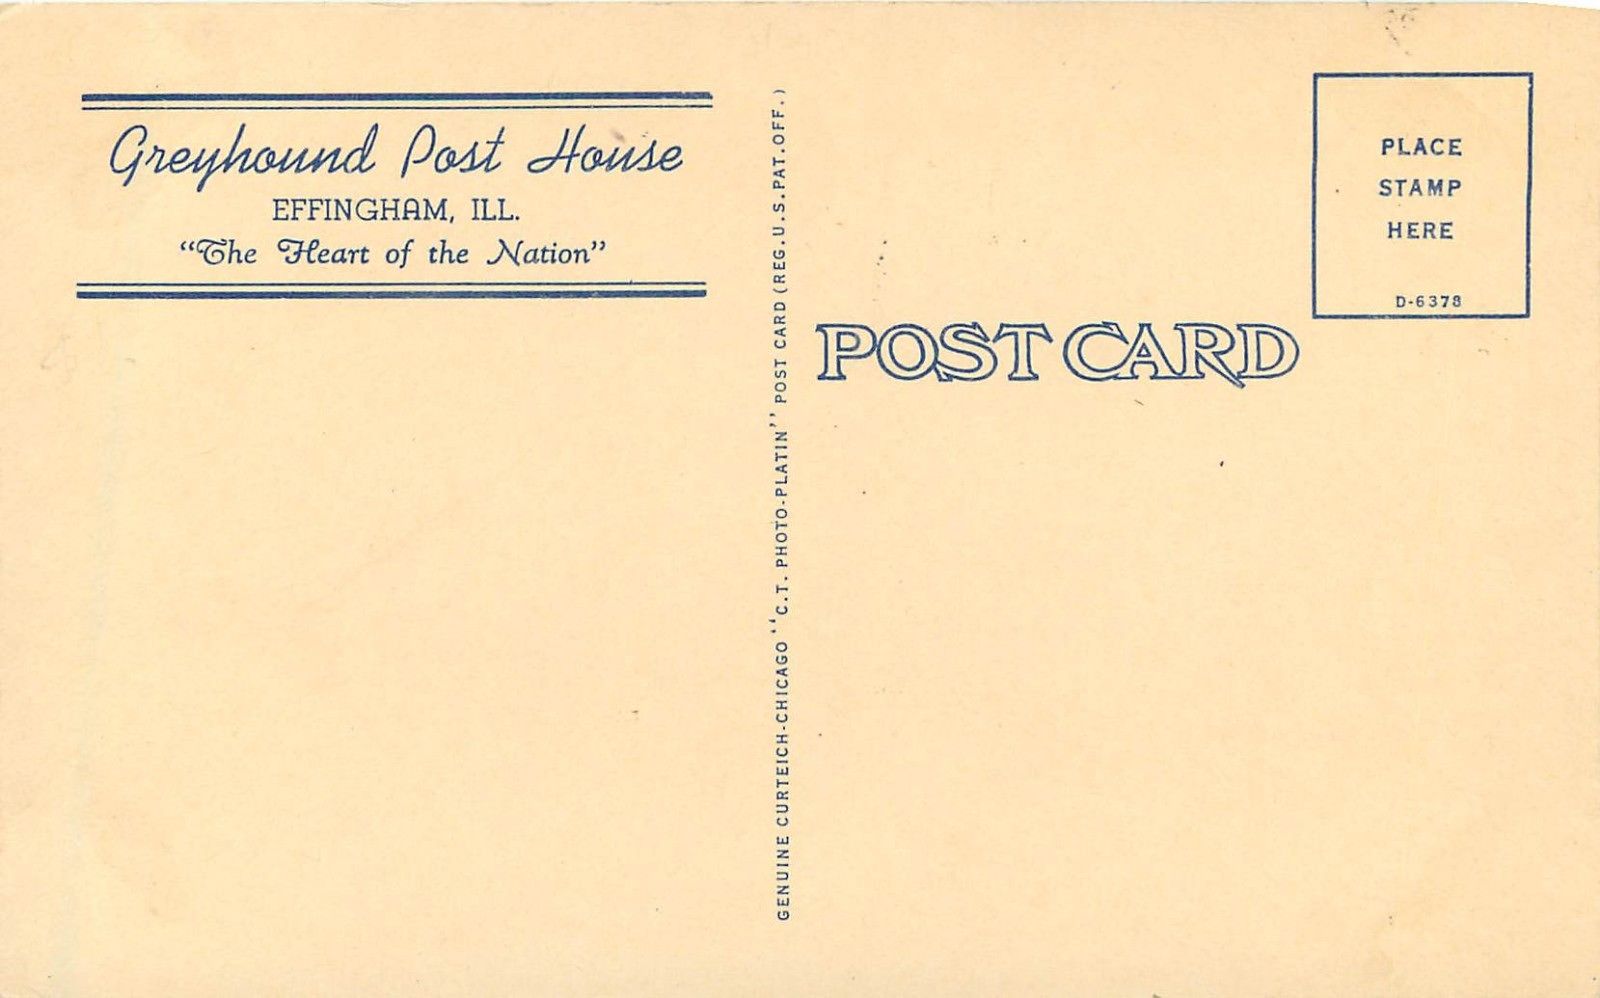 Greyhound Post House
EFFINGHAM, ILL.
"The Heart of the Nation"
GENUINE CURTEICH-CHICAGO "C.T. PHOTO-PLATIN" POST CARD (REG. U.S. PAT. OFF.)
PLACE
STAMP
HERE
D-6378
POST CARD